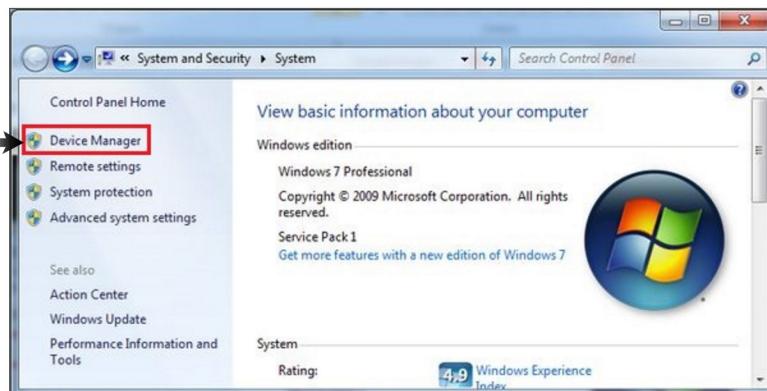 « System and Security ▸ System
Search Control Panel
Control Panel Home
Device Manager
Remote settings
System protection
Advanced system settings
See also
Action Center
Windows Update
Performance Information and
Tools
View basic information about your computer
Windows edition
Windows 7 Professional
Copyright © 2009 Microsoft Corporation. All rights
reserved.
Service Pack 1
Get more features with a new edition of Windows 7
System
Rating:
4,9 Windows Experience
Index